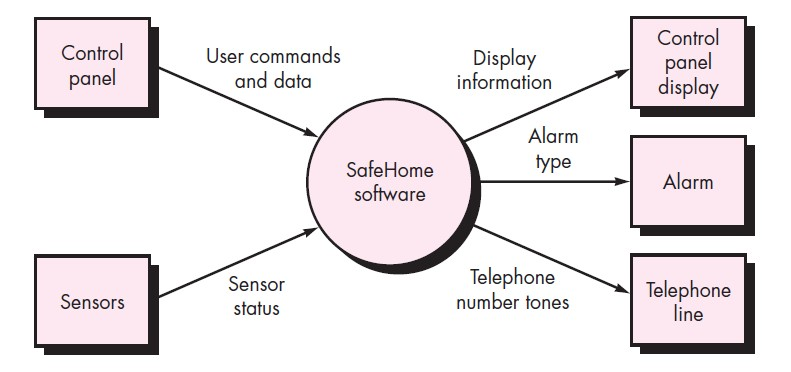 Control
panel
User commands
and data
Display
information
Control
panel
display
SafeHome
software
Alarm
type
Alarm
Sensors
Sensor
status
Telephone
number tones
Telephone
line